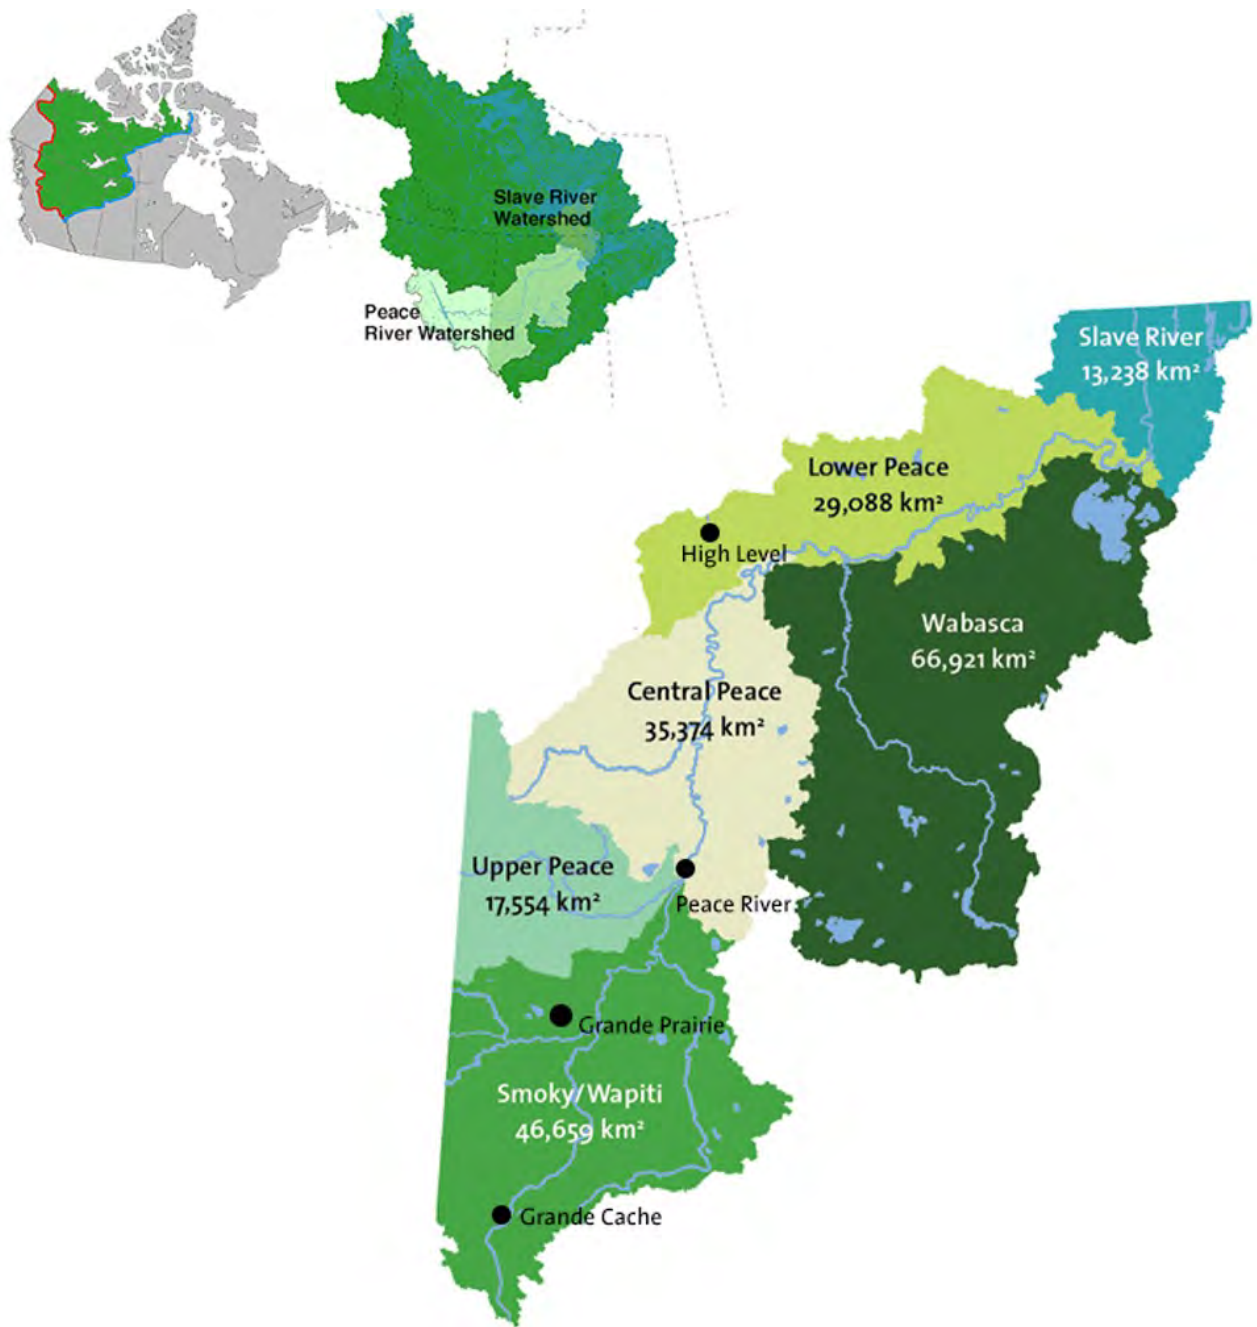 Slave River
Watershed
Peace
River Watershed
Slave River
13,238 km²
Lower Peace
29,088 km²
High Level
Wabasca
66,921 km²
Central Peace
35,374 km²
Upper Peace
17,554 km²
Peace River
Grande Prairie
Smoky/Wapiti
46,659 km²
Grande Cache